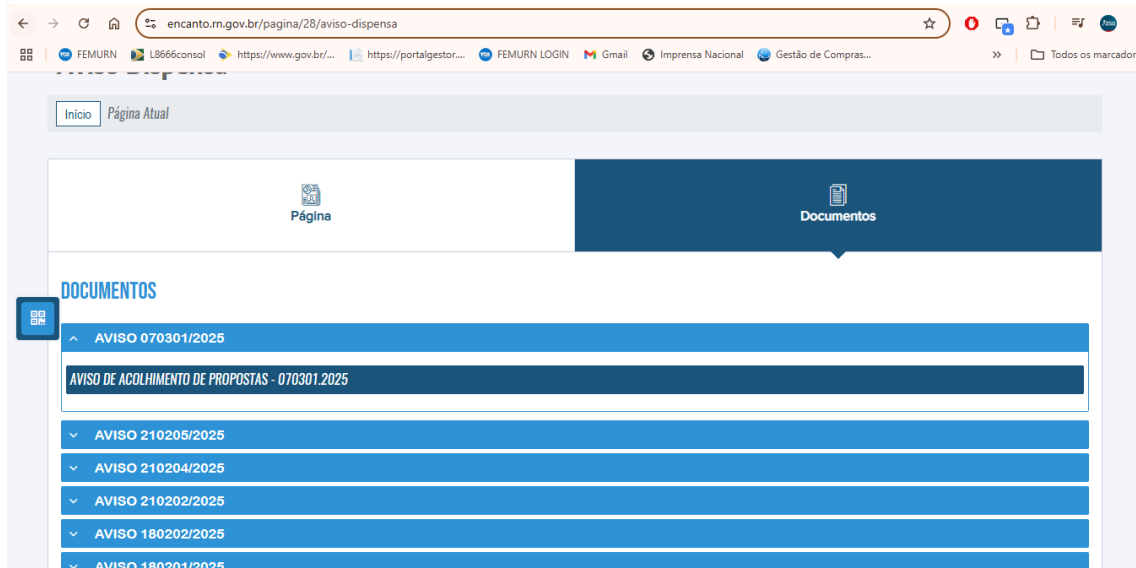 encanto.rn.gov.br/pagina/28/aviso-dispensa
FEMURN L8666consol https://www.gov.br/... https://portalgestor.... FEMURN LOGIN Gmail Imprensa Nacional Gestão de Compras... » Todos os marcador
Aviso Dispensa
Início Página Atual
Página Documentos
DOCUMENTOS
AVISO 070301/2025
AVISO DE ACOLHIMENTO DE PROPOSTAS - 070301.2025
AVISO 210205/2025
AVISO 210204/2025
AVISO 210202/2025
AVISO 180202/2025
AVISO 180201/2025